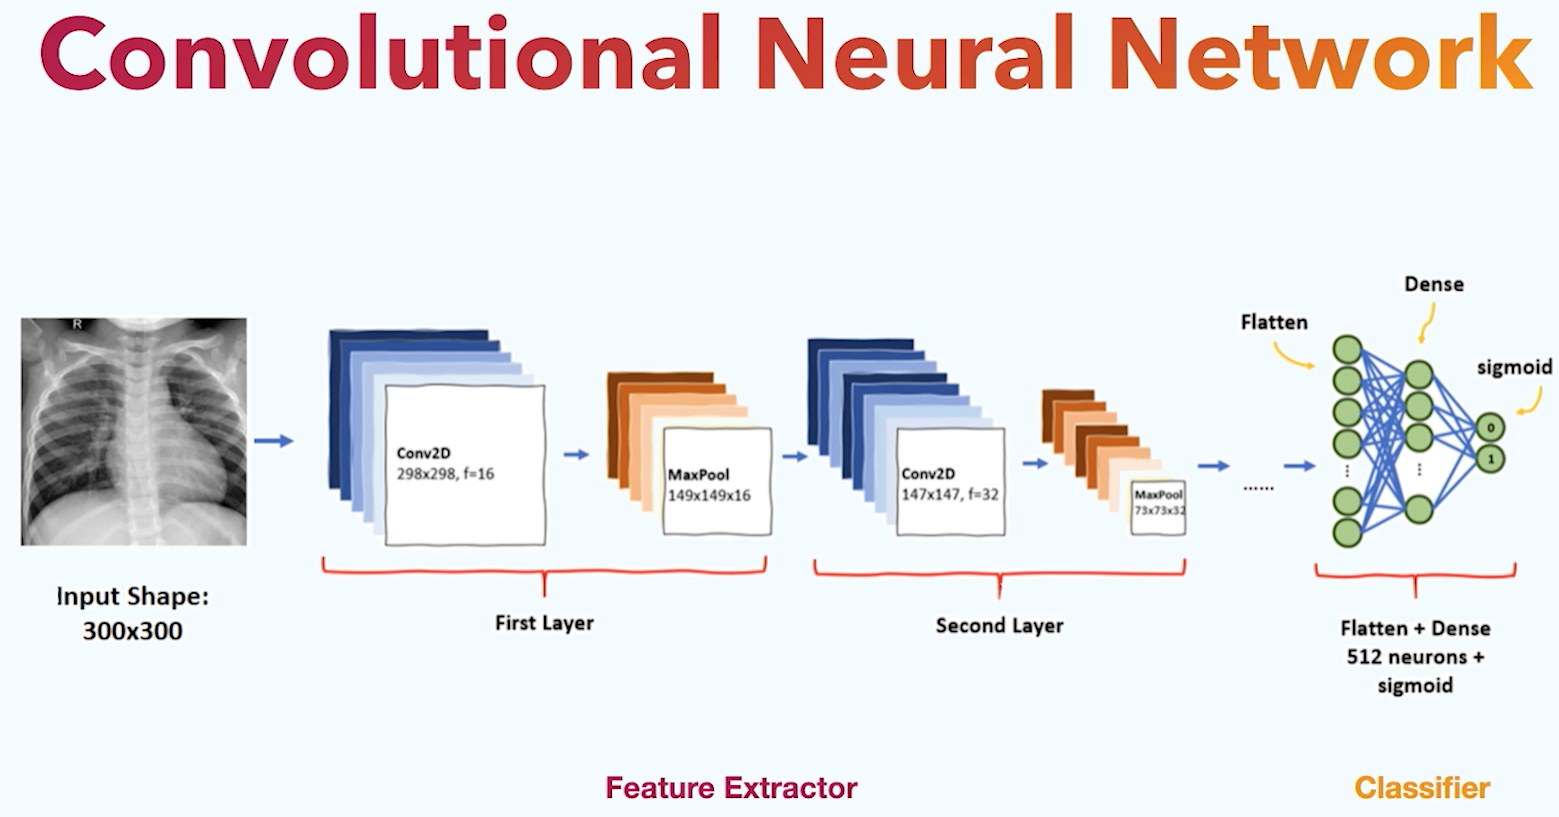 Convolutional Neural Network
R
Input Shape:
300x300
Conv2D
298x298, f=16
MaxPool
149x149x16
First Layer
Conv2D
147x147, f=32
MaxPool
73x73x32
Second Layer
......
Flatten
Dense
sigmoid
0
1
Flatten + Dense
512 neurons +
sigmoid
Feature Extractor
Classifier